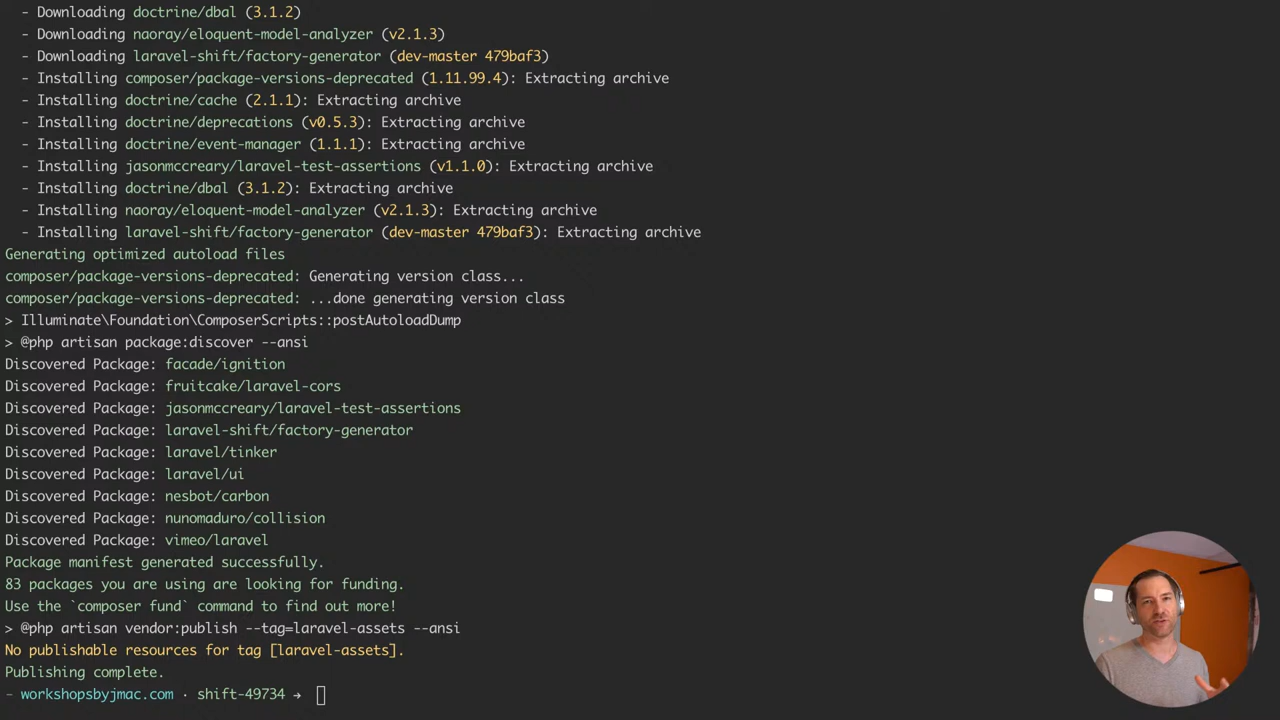 - Downloading doctrine/dbal (3.1.2)
- Downloading naoray/eloquent-model-analyzer (v2.1.3)
- Downloading laravel-shift/factory-generator (dev-master 479baf3)
- Installing composer/package-versions-deprecated (1.11.99.4): Extracting archive
- Installing doctrine/cache (2.1.1): Extracting archive
- Installing doctrine/deprecations (v0.5.3): Extracting archive
- Installing doctrine/event-manager (1.1.1): Extracting archive
- Installing jasonmccreary/laravel-test-assertions (v1.1.0): Extracting archive
- Installing doctrine/dbal (3.1.2): Extracting archive
- Installing naoray/eloquent-model-analyzer (v2.1.3): Extracting archive
- Installing laravel-shift/factory-generator (dev-master 479baf3): Extracting archive
Generating optimized autoload files
composer/package-versions-deprecated: Generating version class...
composer/package-versions-deprecated: ...done generating version class
> Illuminate\Foundation\ComposerScripts::postAutoloadDump
> @php artisan package:discover --ansi
Discovered Package: facade/ignition
Discovered Package: fruitcake/laravel-cors
Discovered Package: jasonmccreary/laravel-test-assertions
Discovered Package: laravel-shift/factory-generator
Discovered Package: laravel/tinker
Discovered Package: laravel/ui
Discovered Package: nesbot/carbon
Discovered Package: nunomaduro/collision
Discovered Package: vimeo/laravel
Package manifest generated successfully.
83 packages you are using are looking for funding.
Use the `composer fund` command to find out more!
> @php artisan vendor:publish --tag=laravel-assets --ansi
No publishable resources for tag [laravel-assets].
Publishing complete.
- workshopsbyjmac.com · shift-49734 →